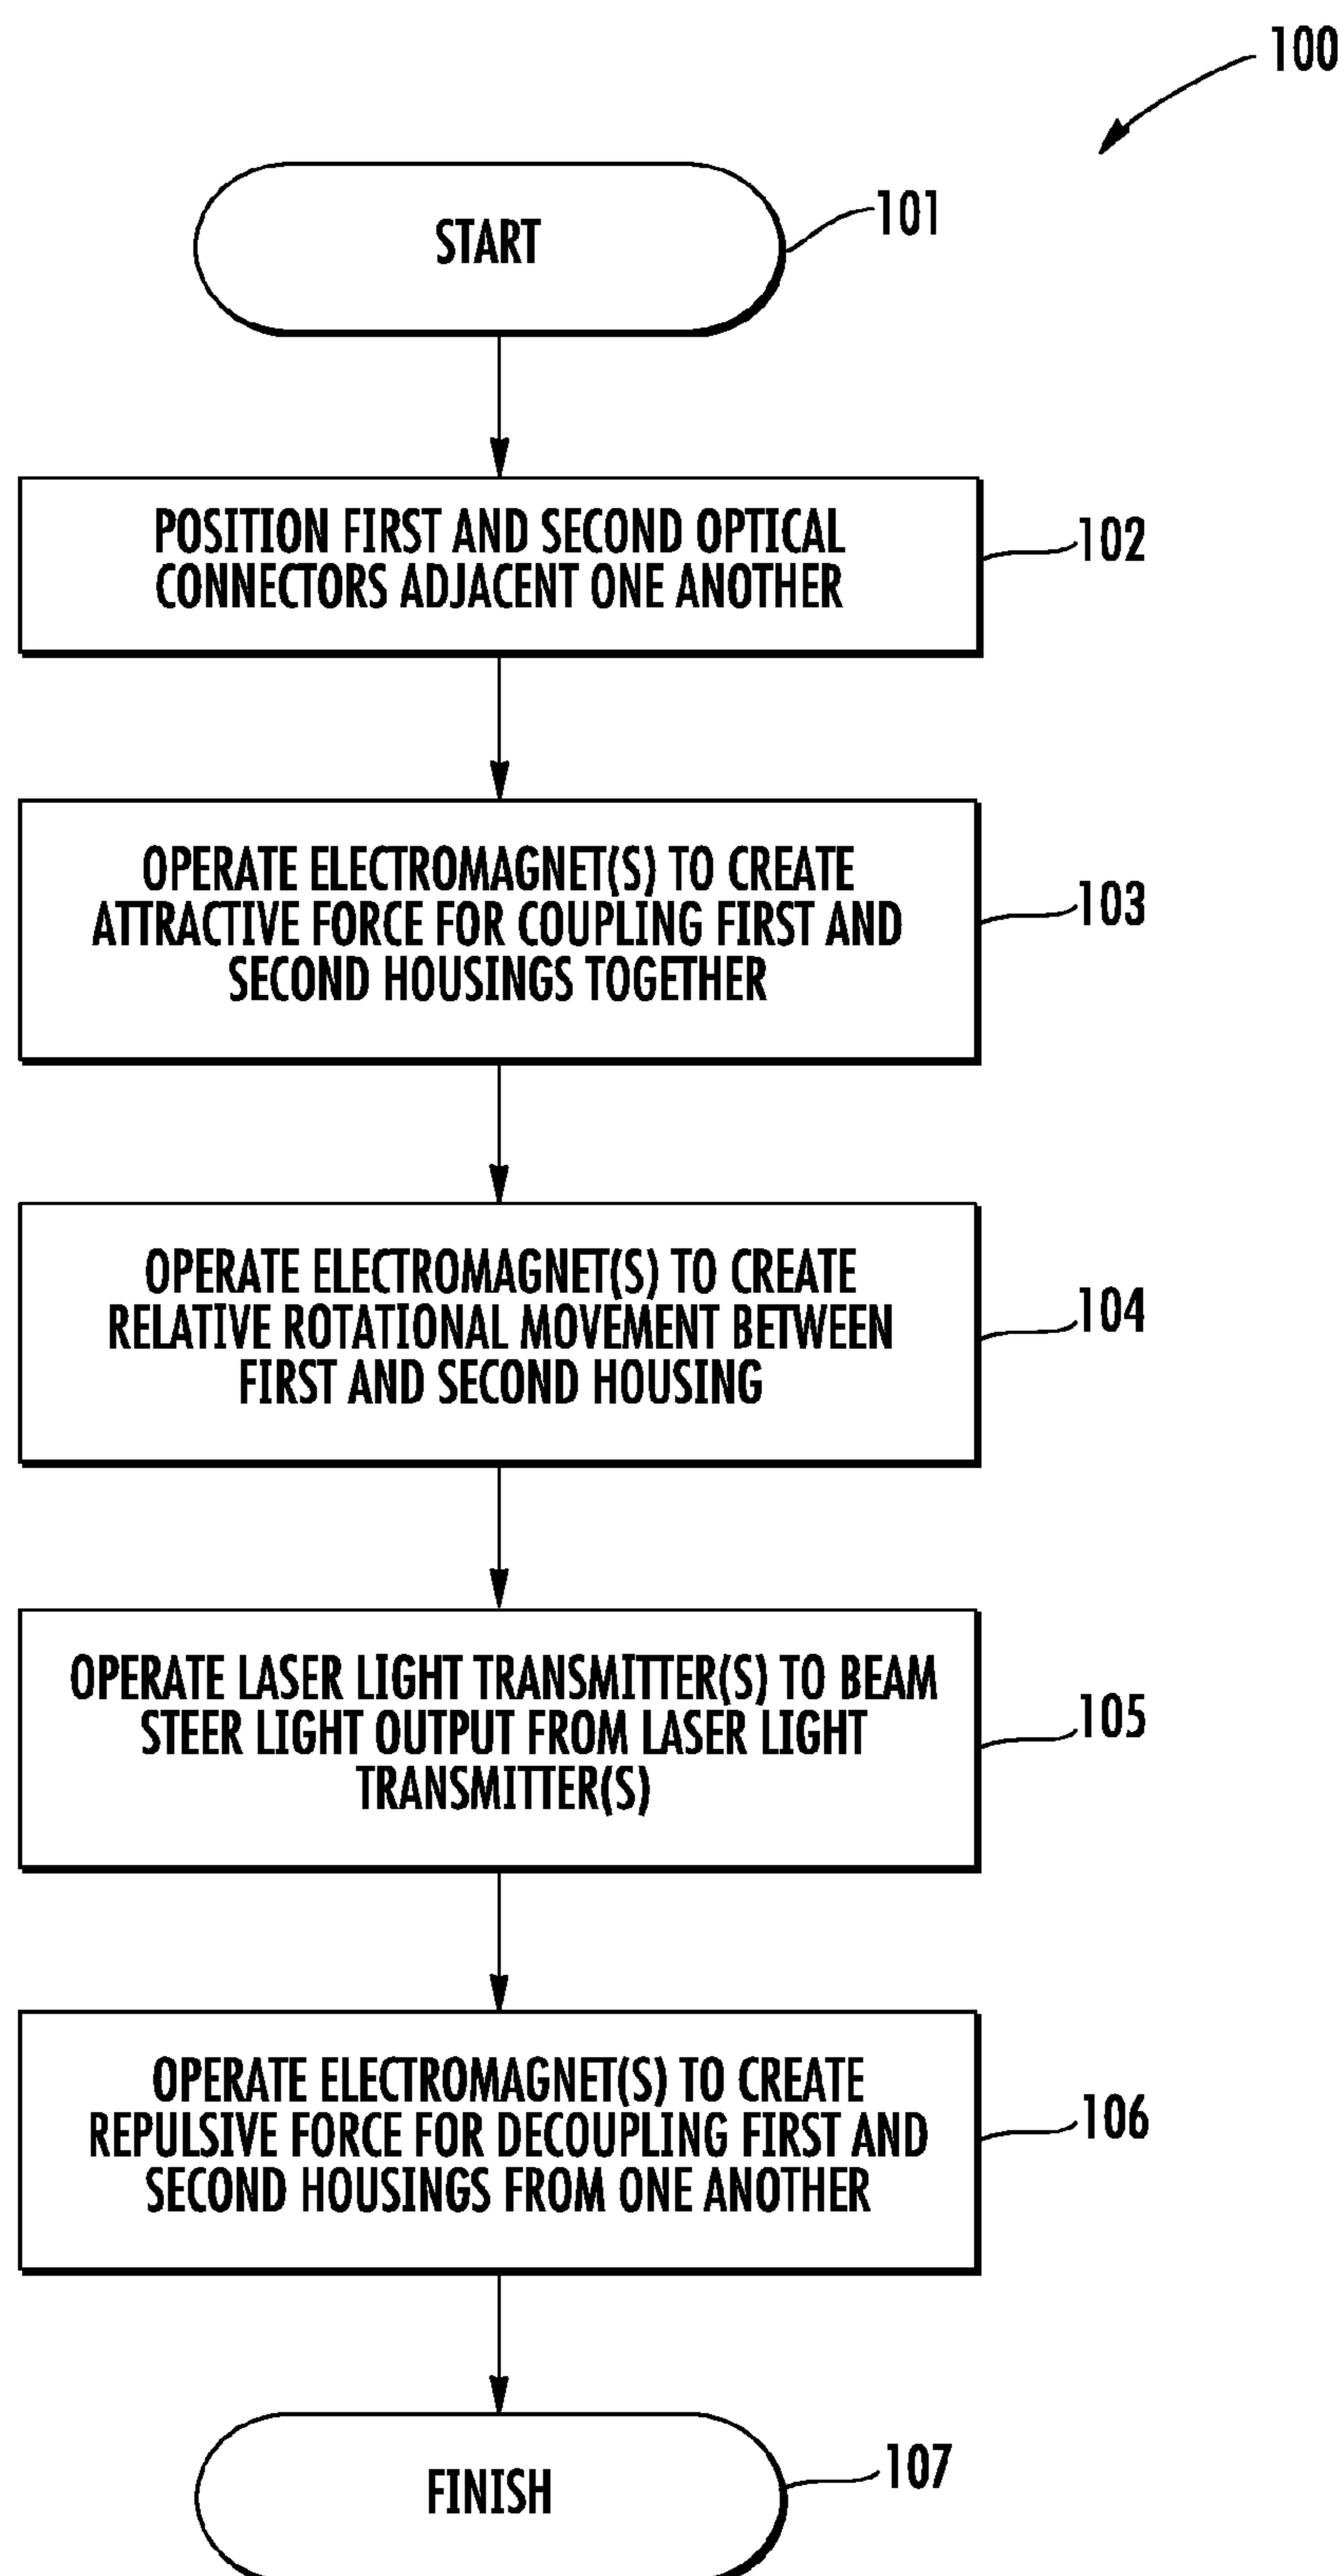 100
START
101
POSITION FIRST AND SECOND OPTICAL
CONNECTORS ADJACENT ONE ANOTHER
102
OPERATE ELECTROMAGNET(S) TO CREATE
ATTRACTIVE FORCE FOR COUPLING FIRST AND
SECOND HOUSINGS TOGETHER
103
OPERATE ELECTROMAGNET(S) TO CREATE
RELATIVE ROTATIONAL MOVEMENT BETWEEN
FIRST AND SECOND HOUSING
104
OPERATE LASER LIGHT TRANSMITTER(S) TO BEAM
STEER LIGHT OUTPUT FROM LASER LIGHT
TRANSMITTER(S)
105
OPERATE ELECTROMAGNET(S) TO CREATE
REPULSIVE FORCE FOR DECOUPLING FIRST AND
SECOND HOUSINGS FROM ONE ANOTHER
106
FINISH
107